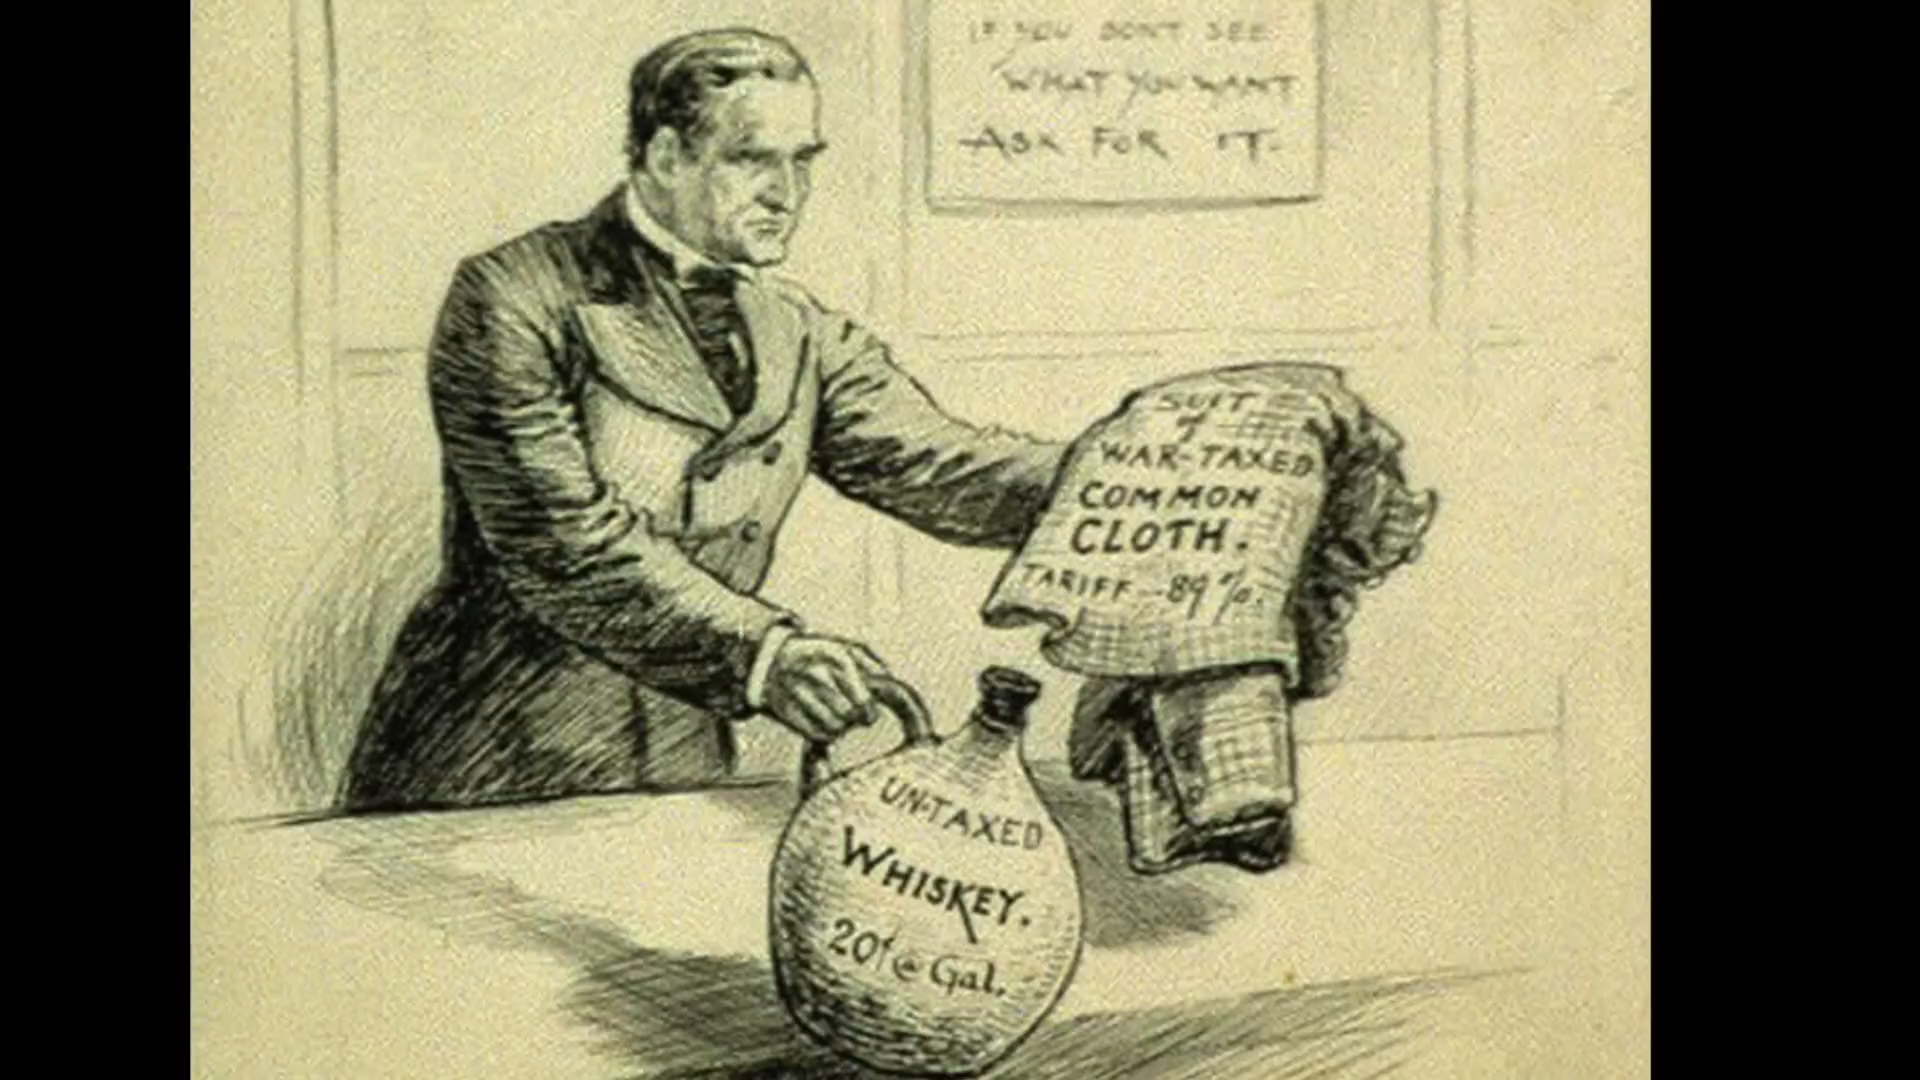 IF YOU DON'T SEE
WHAT YOU WANT
ASK FOR IT.
SUIT
of
WAR-TAXED
COMMON
CLOTH.
TARIFF - 89 %.
UN-TAXED
WHISKEY.
20¢ @ Gal.